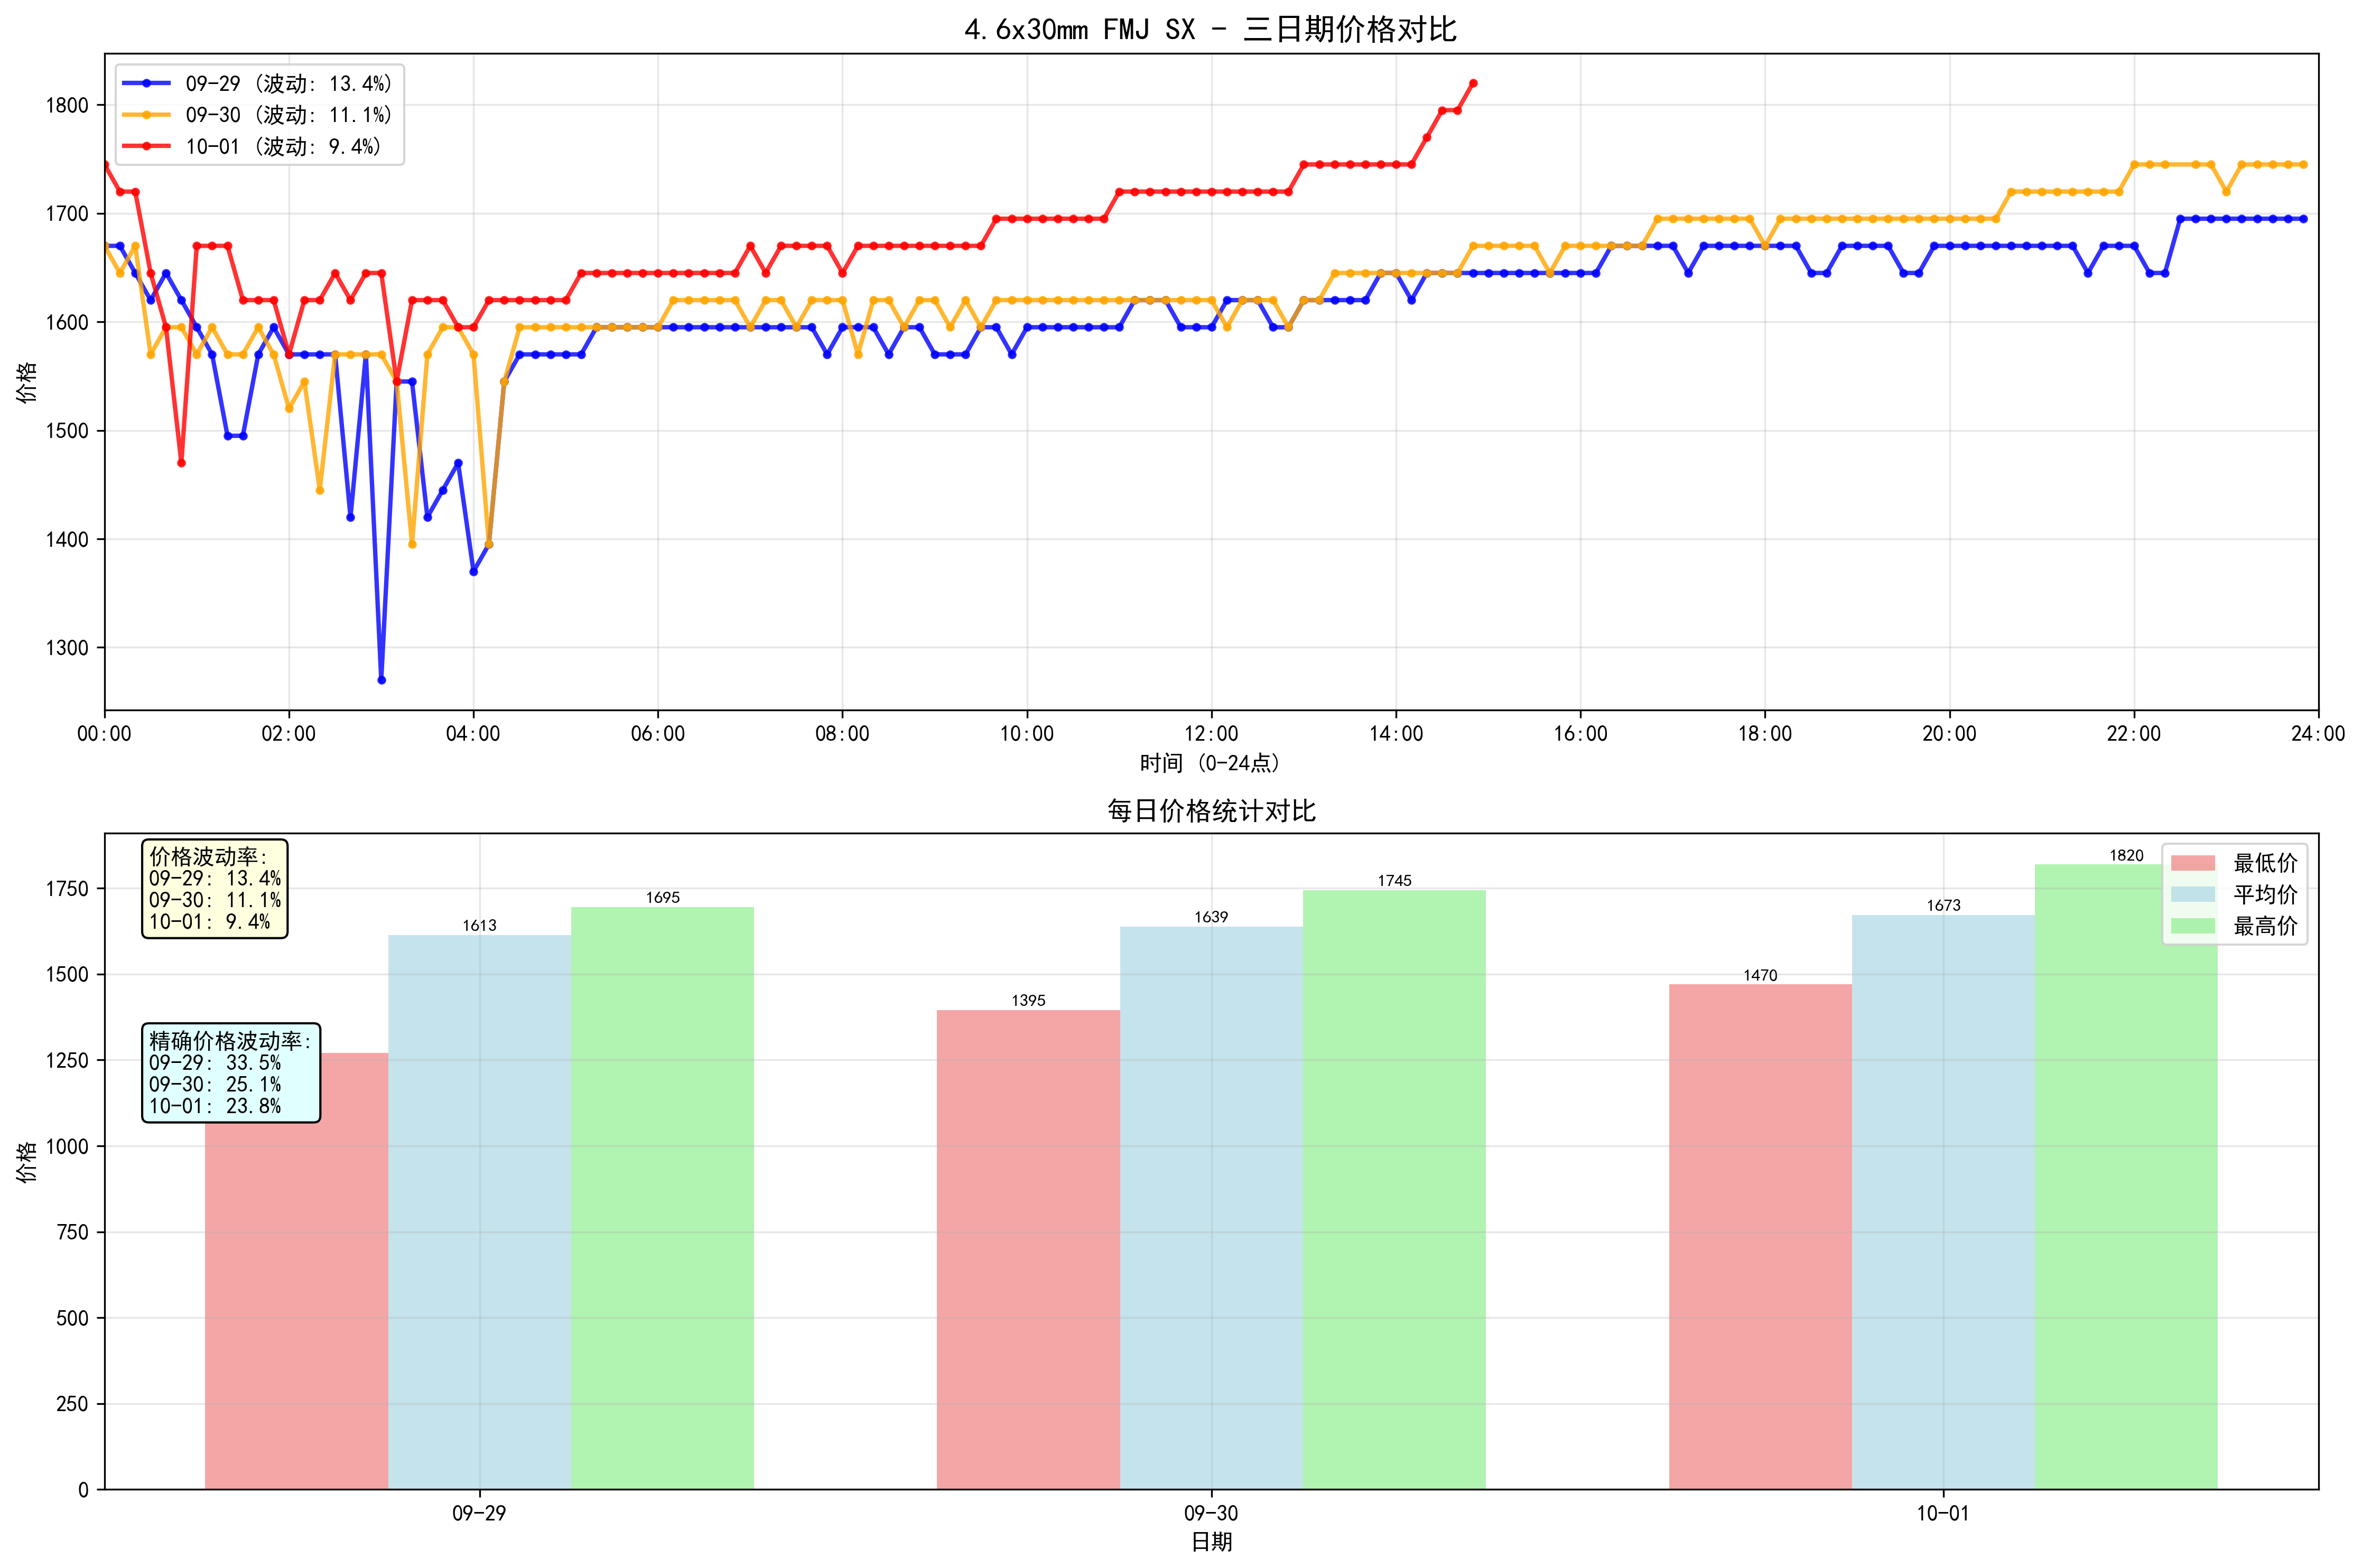 4.6x30mm FMJ SX - 三日期价格对比
09-29 (波动: 13.4%)
09-30 (波动: 11.1%)
10-01 (波动: 9.4%)
1800
1700
1600
1500
1400
1300
价格
00:00 02:00 04:00 06:00 08:00 10:00 12:00 14:00 16:00 18:00 20:00 22:00 24:00
时间 (0-24点)
每日价格统计对比
价格波动率:
09-29: 13.4%
09-30: 11.1%
10-01: 9.4%
精确价格波动率:
09-29: 33.5%
09-30: 25.1%
10-01: 23.8%
最低价
平均价
最高价
1613
1695
1395
1639
1745
1470
1673
1820
1750
1500
1250
1000
750
500
250
0
价格
09-29 09-30 10-01
日期